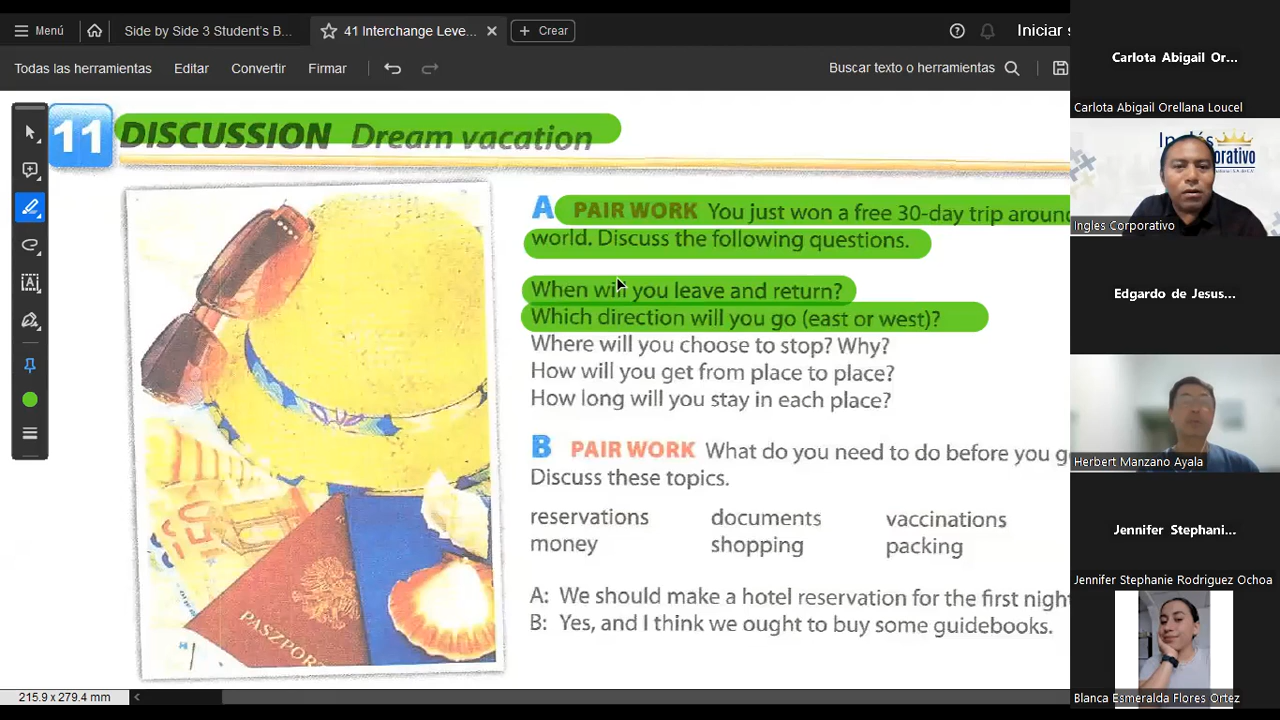 Menú
Side by Side 3 Student's B...
41 Interchange Leve...
Crear
Iniciar s
Todas las herramientas
Editar
Convertir
Firmar
Buscar texto o herramientas
11 DISCUSSION Dream vacation
A PAIR WORK You just won a free 30-day trip around
world. Discuss the following questions.
When will you leave and return?
Which direction will you go (east or west)?
Where will you choose to stop? Why?
How will you get from place to place?
How long will you stay in each place?
B PAIR WORK What do you need to do before you g
Discuss these topics.
reservations documents vaccinations
money shopping packing
A: We should make a hotel reservation for the first night
B: Yes, and I think we ought to buy some guidebooks.
PASZPORT
215.9 x 279.4 mm
Carlota Abigail Or...
Carlota Abigail Orellana Loucel
Inglés
Ingles Corporativo
Edgardo de Jesus...
Herbert Manzano Ayala
Jennifer Stephani...
Jennifer Stephanie Rodriguez Ochoa
Blanca Esmeralda Flores Ortez